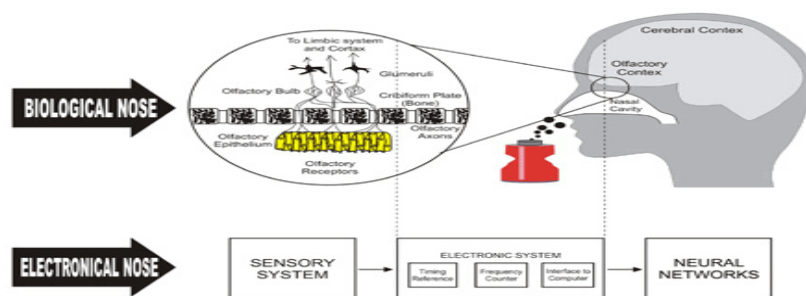 To Limbic system
and Cortax
Glumeruli
Olfactory Bulb
Cribiform Plate
(Bone)
Olfactory
Epithelium
Olfactory
Axons
Olfactory
Receptors
Cerebral Contex
Olfactory
Contex
Nasal
Cavity
BIOLOGICAL NOSE
ELECTRONICAL NOSE
SENSORY
SYSTEM
ELECTRONIC SYSTEM
Timing
Reference
Frequency
Counter
Interface to
Computer
NEURAL
NETWORKS